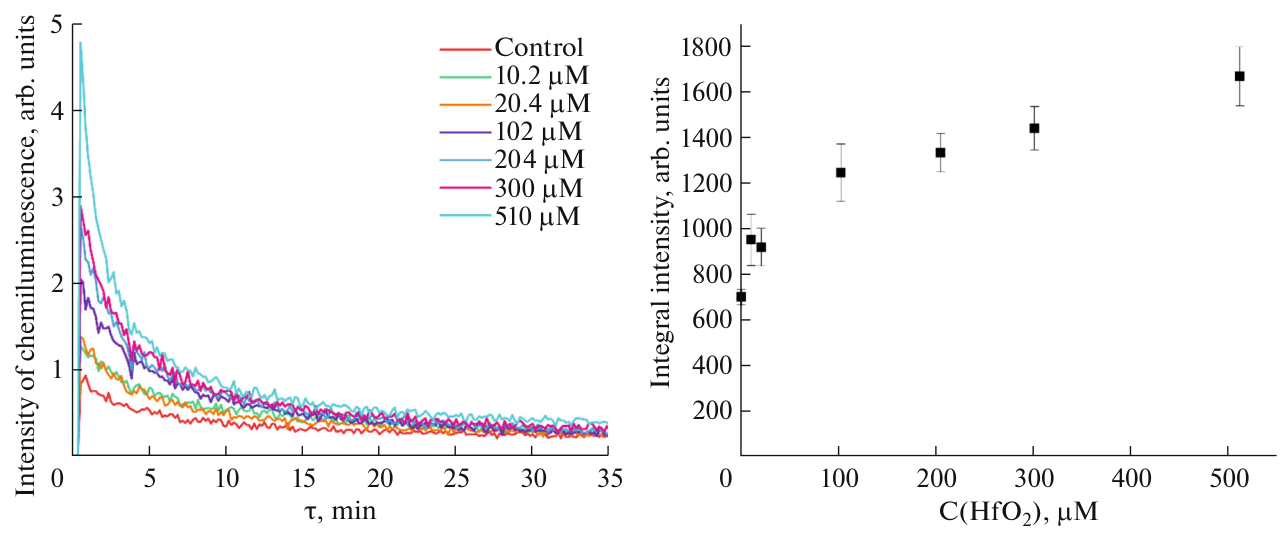 Intensity of chemiluminescence, arb. units
5
4
3
2
1
0
5
10
15
20
25
30
35
τ, min
Control
10.2 μM
20.4 μM
102 μM
204 μM
300 μM
510 μM
Integral intensity, arb. units
1800
1600
1400
1200
1000
800
600
400
200
0
100
200
300
400
500
C(HfO₂), μM